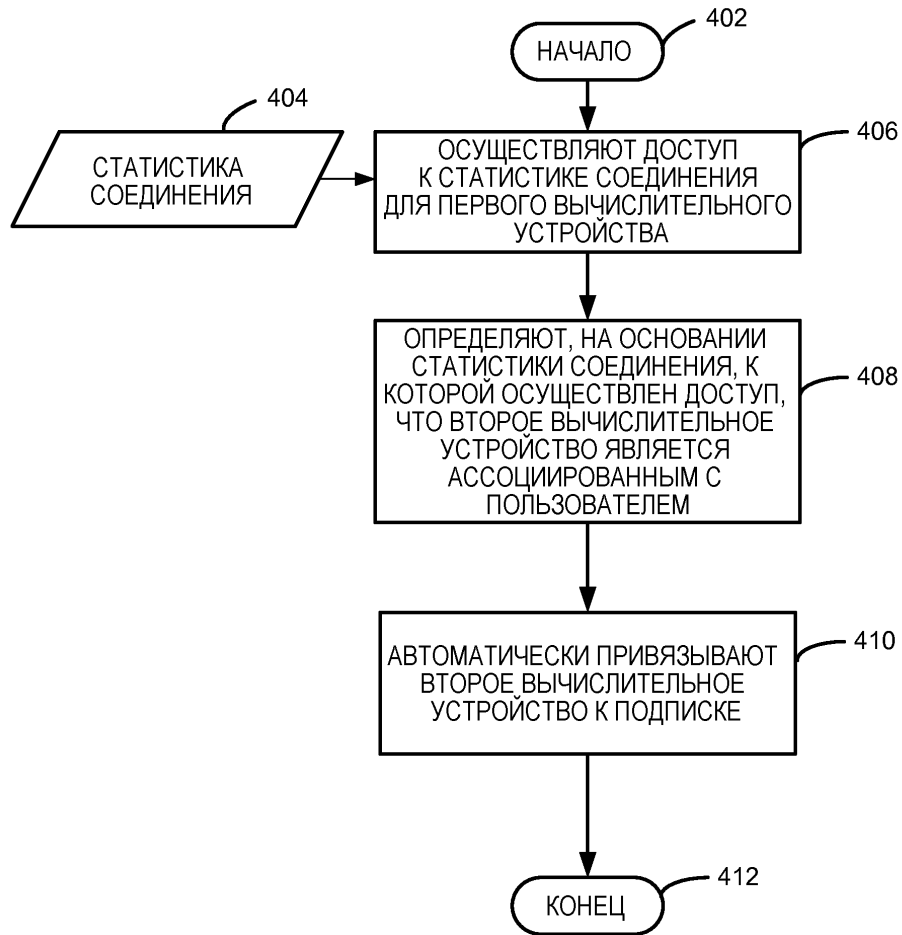 НАЧАЛО
402
404
СТАТИСТИКА
СОЕДИНЕНИЯ
406
ОСУЩЕСТВЛЯЮТ ДОСТУП
К СТАТИСТИКЕ СОЕДИНЕНИЯ
ДЛЯ ПЕРВОГО ВЫЧИСЛИТЕЛЬНОГО
УСТРОЙСТВА
ОПРЕДЕЛЯЮТ, НА ОСНОВАНИИ
СТАТИСТИКИ СОЕДИНЕНИЯ, К
КОТОРОЙ ОСУЩЕСТВЛЕН ДОСТУП,
ЧТО ВТОРОЕ ВЫЧИСЛИТЕЛЬНОЕ
УСТРОЙСТВО ЯВЛЯЕТСЯ
АССОЦИИРОВАННЫМ С
ПОЛЬЗОВАТЕЛЕМ
408
АВТОМАТИЧЕСКИ ПРИВЯЗЫВАЮТ
ВТОРОЕ ВЫЧИСЛИТЕЛЬНОЕ
УСТРОЙСТВО К ПОДПИСКЕ
410
КОНЕЦ
412